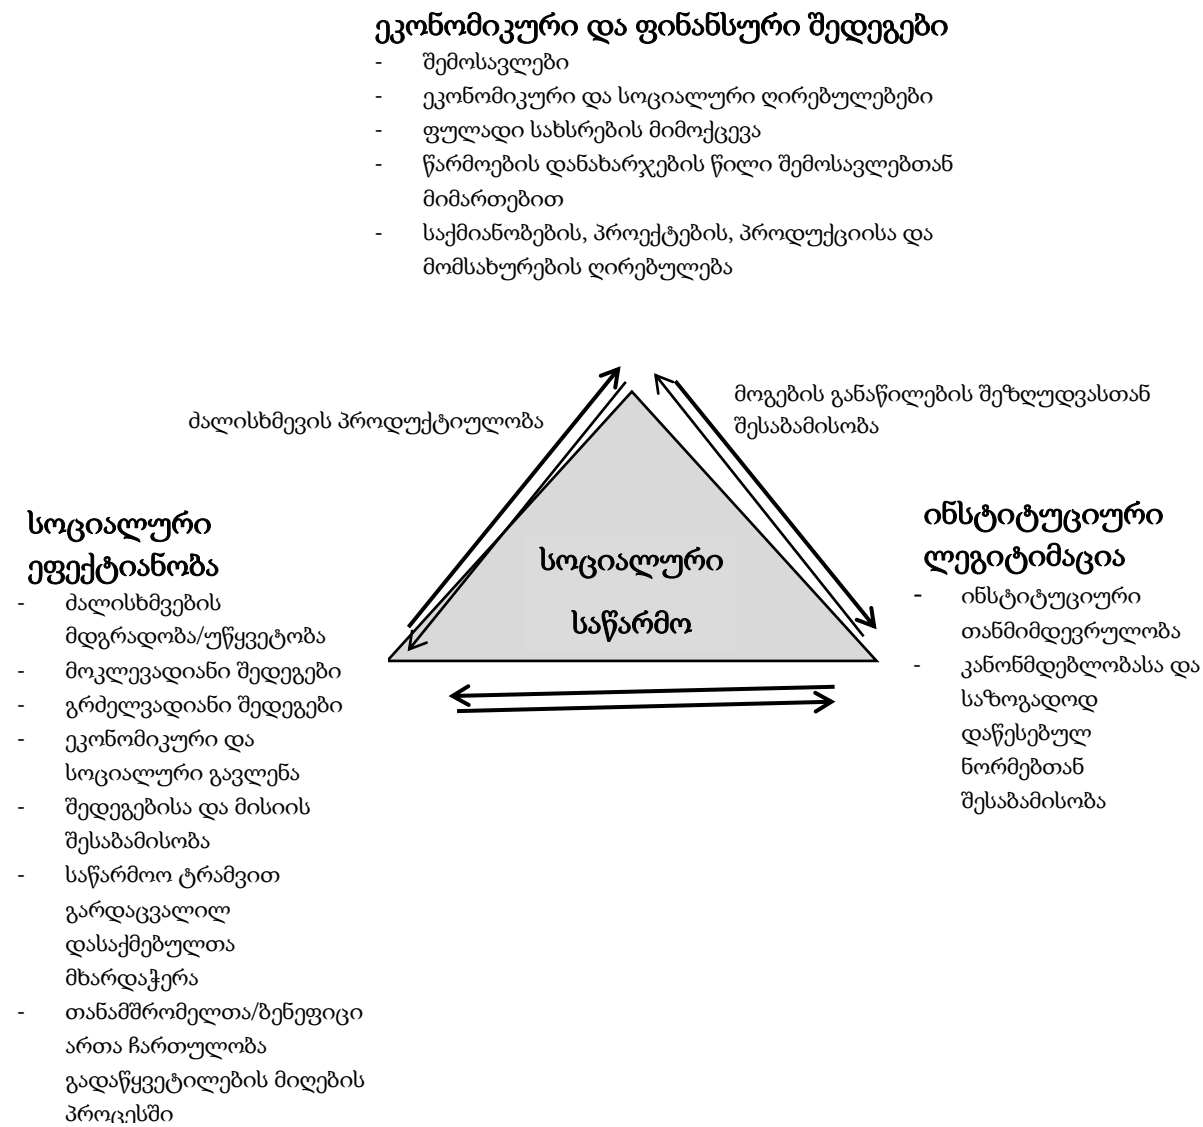 ეკონომიკური და ფინანსური შედეგები
- შემოსავლები
- ეკონომიკური და სოციალური ღირებულებები
- ფულადი სახსრების მიმოქცევა
- წარმოების დანახარჯების წილი შემოსავლებთან
მიმართებით
- საქმიანობების, პროექტების, პროდუქციისა და
მომსახურების ღირებულება
ძალისხმევის პროდუქტიულობა
მოგების განაწილების შეზღუდვასთან
შესაბამისობა
სოციალური
ეფექტიანობა
- ძალისხმვების
მდგრადობა/უწყვეტობა
- მოკლევადიანი შედეგები
- გრძელვადიანი შედეგები
- ეკონომიკური და
სოციალური გავლენა
- შედეგებისა და მისიის
შესაბამისობა
- საწარმოო ტრამვით
გარდაცვალილ
დასაქმებულთა
მხარდაჭერა
- თანამშრომელთა/ბენეფიცი
ართა ჩართულობა
გადაწყვეტილების მიღების
პროცესში
სოციალური
საწარმო
ინსტიტუციური
ლეგიტიმაცია
- ინსტიტუციური
თანმიმდევრულობა
- კანონმდებლობასა და
საზოგადოდ
დაწესებულ
ნორმებთან
შესაბამისობა